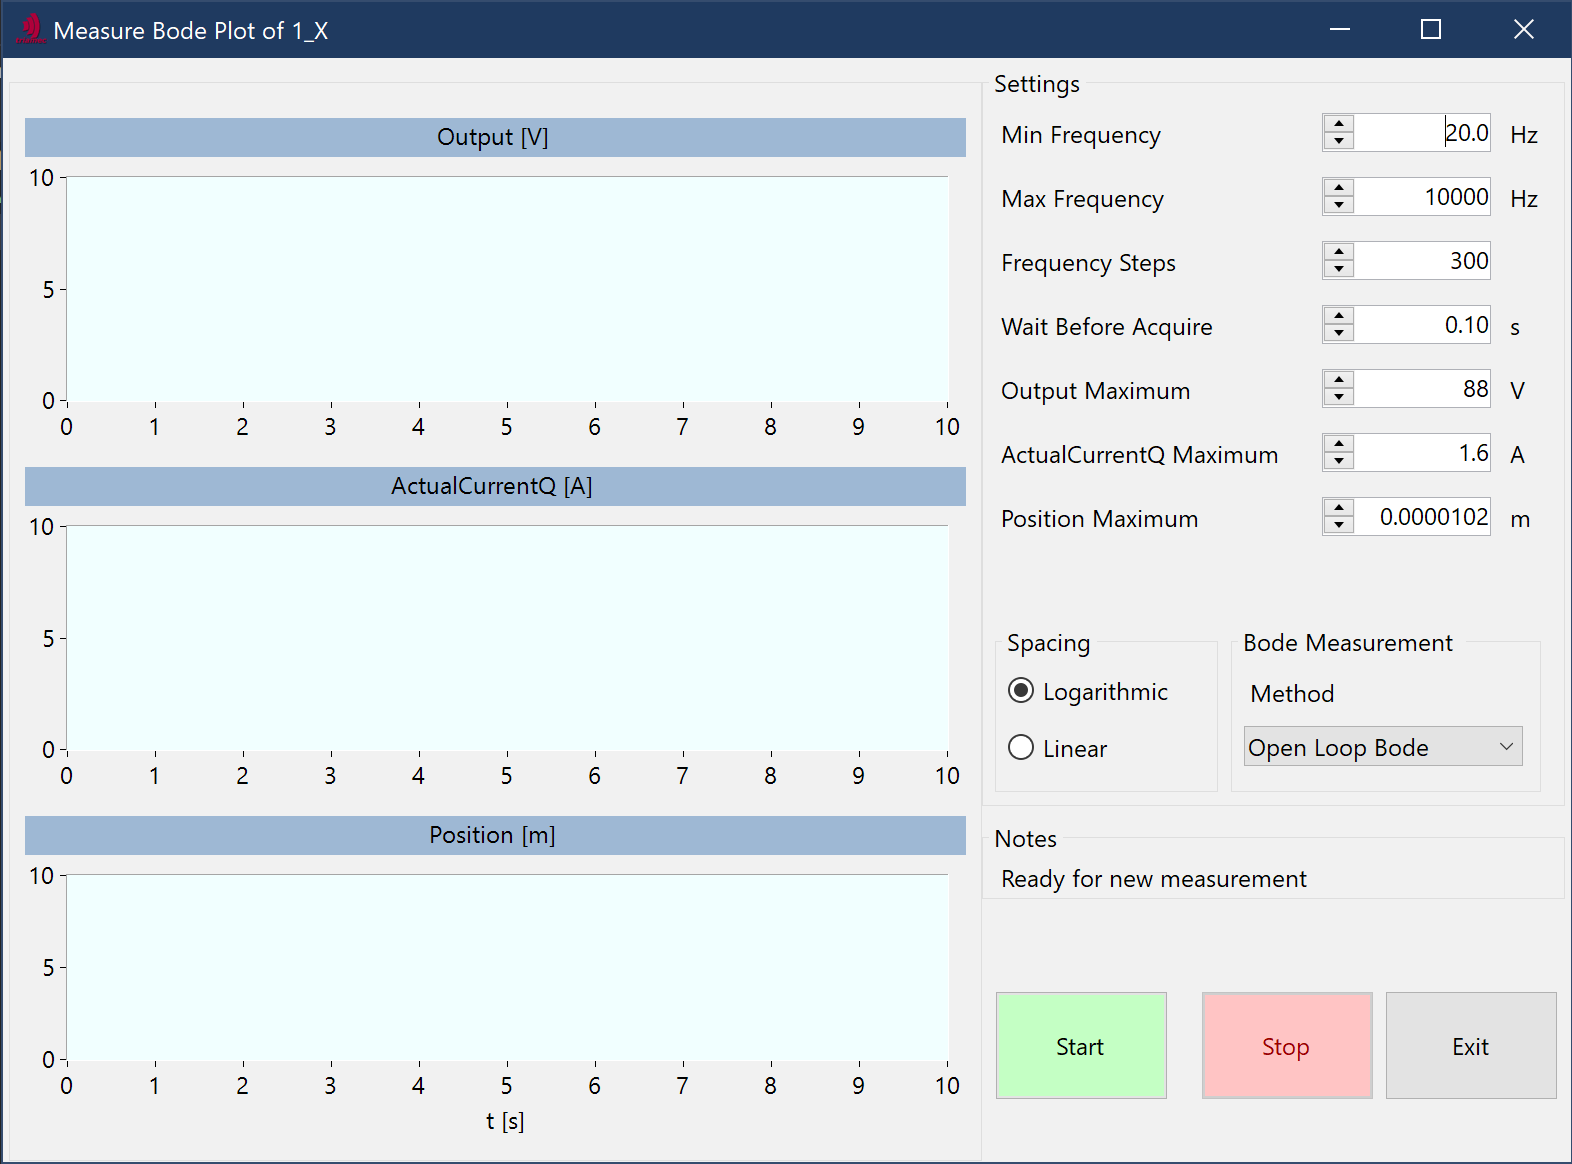 Measure Bode Plot of 1_X
Output [V]
10
5
0
0 1 2 3 4 5 6 7 8 9 10
ActualCurrentQ [A]
10
5
0
0 1 2 3 4 5 6 7 8 9 10
Position [m]
10
5
0
0 1 2 3 4 5 6 7 8 9 10
t [s]
Settings
Min Frequency 20.0 Hz
Max Frequency 10000 Hz
Frequency Steps 300
Wait Before Acquire 0.10 s
Output Maximum 88 V
ActualCurrentQ Maximum 1.6 A
Position Maximum 0.0000102 m
Spacing
Logarithmic
Linear
Bode Measurement
Method
Open Loop Bode
Notes
Ready for new measurement
Start Stop Exit